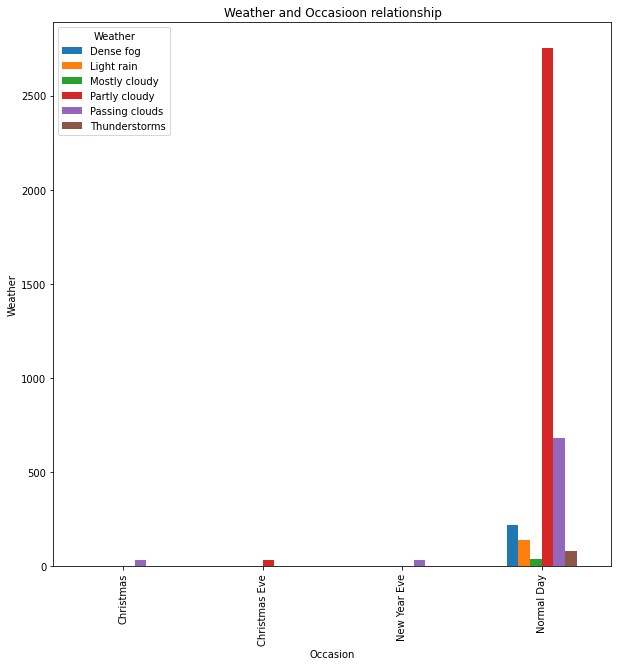 Weather and Occasioon relationship
Weather
Dense fog
Light rain
Mostly cloudy
Partly cloudy
Passing clouds
Thunderstorms
2500
2000
1500
1000
500
0
Weather
Christmas
Christmas Eve
New Year Eve
Normal Day
Occasion